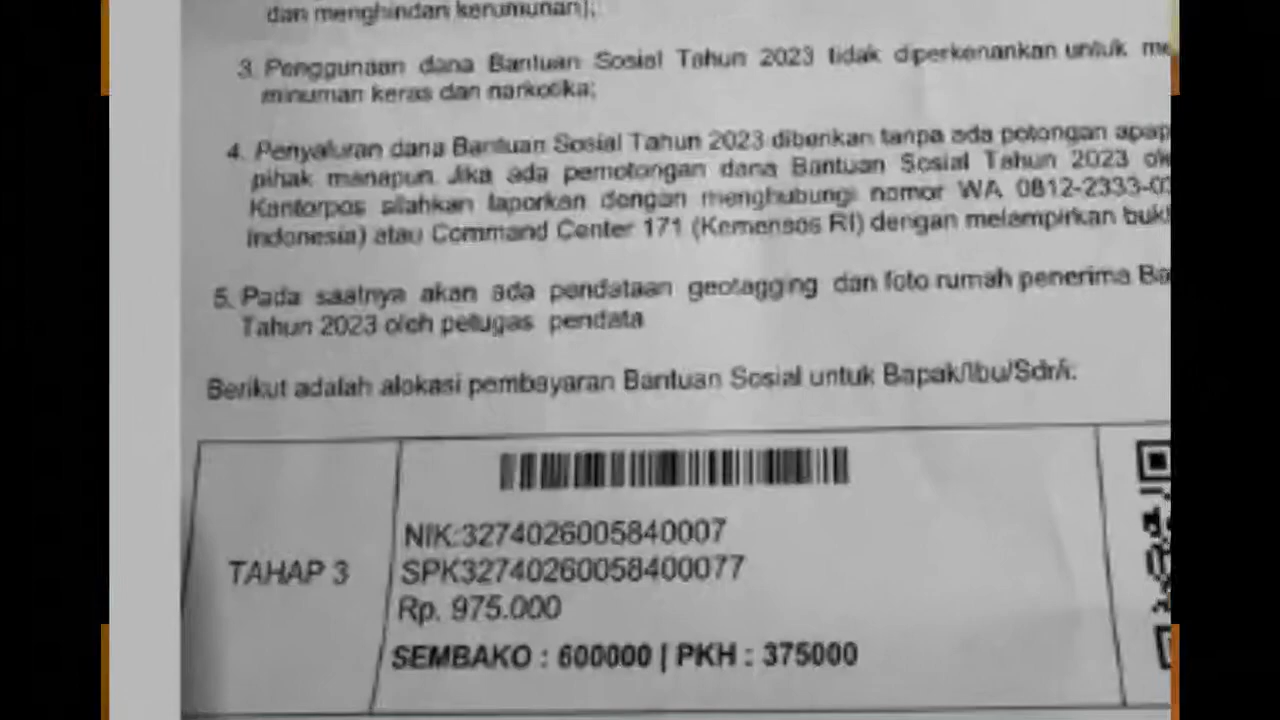 dan menghindari kerumunan);
3. Penggunaan dana Bantuan Sosial Tahun 2023 tidak diperkenankan untuk
minuman keras dan narkotika;
4. Penyaluran dana Bantuan Sosial Tahun 2023 diberikan tanpa ada potongan
pihak manapun. Jika ada pemotongan dana Bantuan Sosial Tahun 2023
Kantorpos silahkan laporkan dengan menghubungi nomor WA 0812-2333-0
Indonesia) atau Command Center 171 (Kemensos RI) dengan melampirkan
5. Pada saatnya akan ada pendataan geotagging dan foto rumah penerima
Tahun 2023 oleh petugas pendata
Berikut adalah alokasi pembayaran Bantuan Sosial untuk Bapak/Ibu/Sdr/i:
TAHAP 3
NIK:3274026005840007
SPK32740260058400077
Rp. 975.000
SEMBAKO : 600000 | PKH : 375000